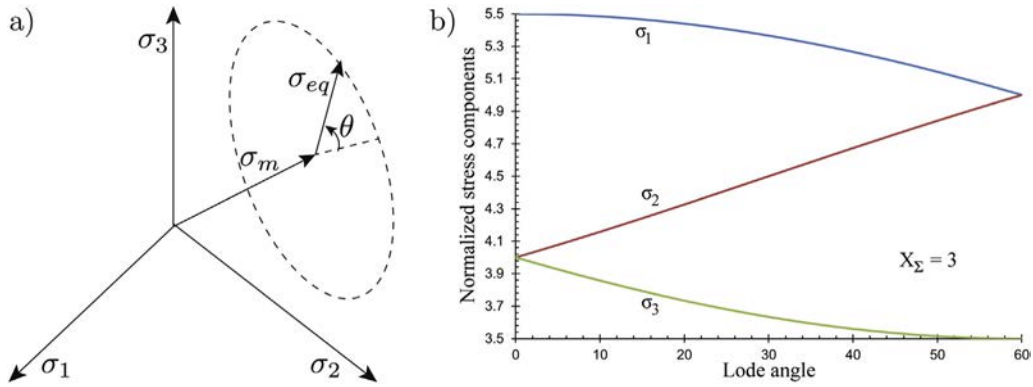 a)
σ3
σeq
θ
σm
σ1
σ2
b)
Normalized stress components
5.5
5.3
5.1
4.9
4.7
4.5
4.3
4.1
3.9
3.7
3.5
σ1
σ2
σ3
XΣ = 3
0
10
20
30
40
50
60
Lode angle